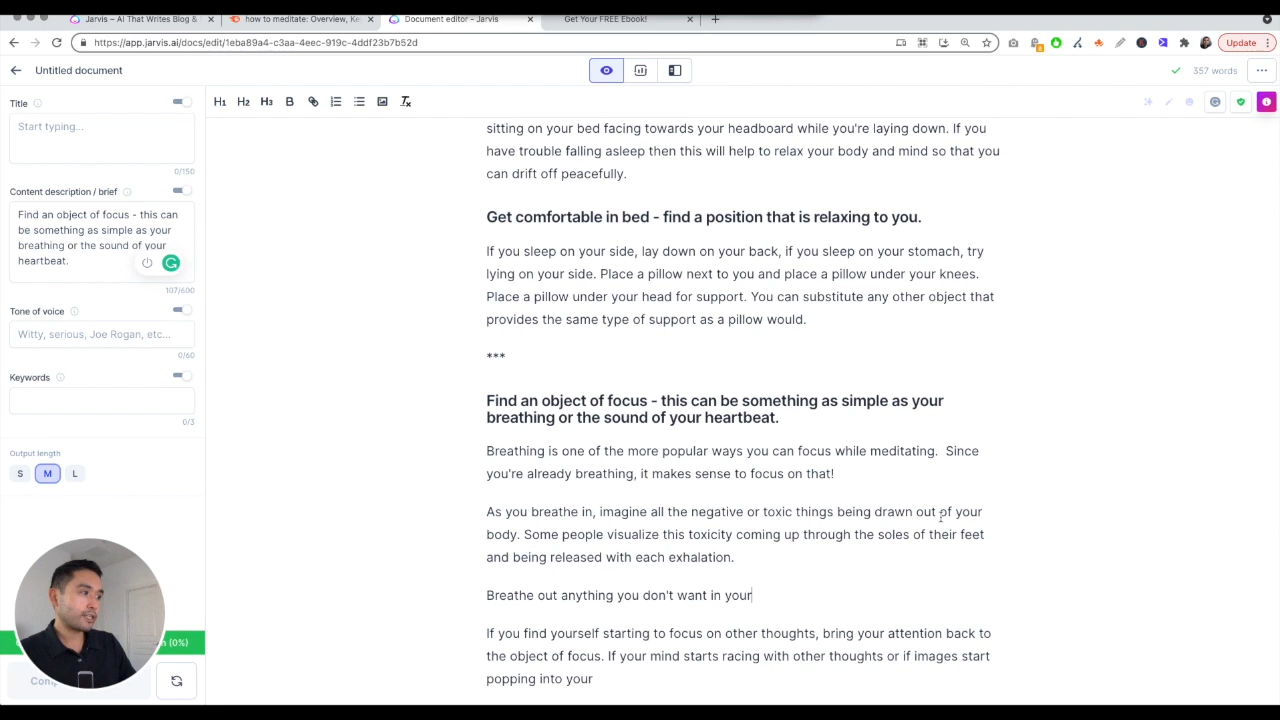 Jarvis – AI That Writes Blog &
how to meditate: Overview, Ke
Document editor - Jarvis
Get Your FREE Ebook!
https://app.jarvis.ai/docs/edit/1eba89a4-c3aa-4eec-919c-4ddf23b7b52d
Update
Untitled document
357 words
Title
H1 H2 H3 B
Start typing...
0/150
Content description / brief
Find an object of focus - this can
be something as simple as your
breathing or the sound of your
heartbeat.
107/600
Tone of voice
Witty, serious, Joe Rogan, etc...
0/60
Keywords
0/3
Output length
S M L
(0%)
sitting on your bed facing towards your headboard while you're laying down. If you
have trouble falling asleep then this will help to relax your body and mind so that you
can drift off peacefully.
Get comfortable in bed - find a position that is relaxing to you.
If you sleep on your side, lay down on your back, if you sleep on your stomach, try
lying on your side. Place a pillow next to you and place a pillow under your knees.
Place a pillow under your head for support. You can substitute any other object that
provides the same type of support as a pillow would.
***
Find an object of focus - this can be something as simple as your
breathing or the sound of your heartbeat.
Breathing is one of the more popular ways you can focus while meditating. Since
you're already breathing, it makes sense to focus on that!
As you breathe in, imagine all the negative or toxic things being drawn out of your
body. Some people visualize this toxicity coming up through the soles of their feet
and being released with each exhalation.
Breathe out anything you don't want in your
If you find yourself starting to focus on other thoughts, bring your attention back to
the object of focus. If your mind starts racing with other thoughts or if images start
popping into your